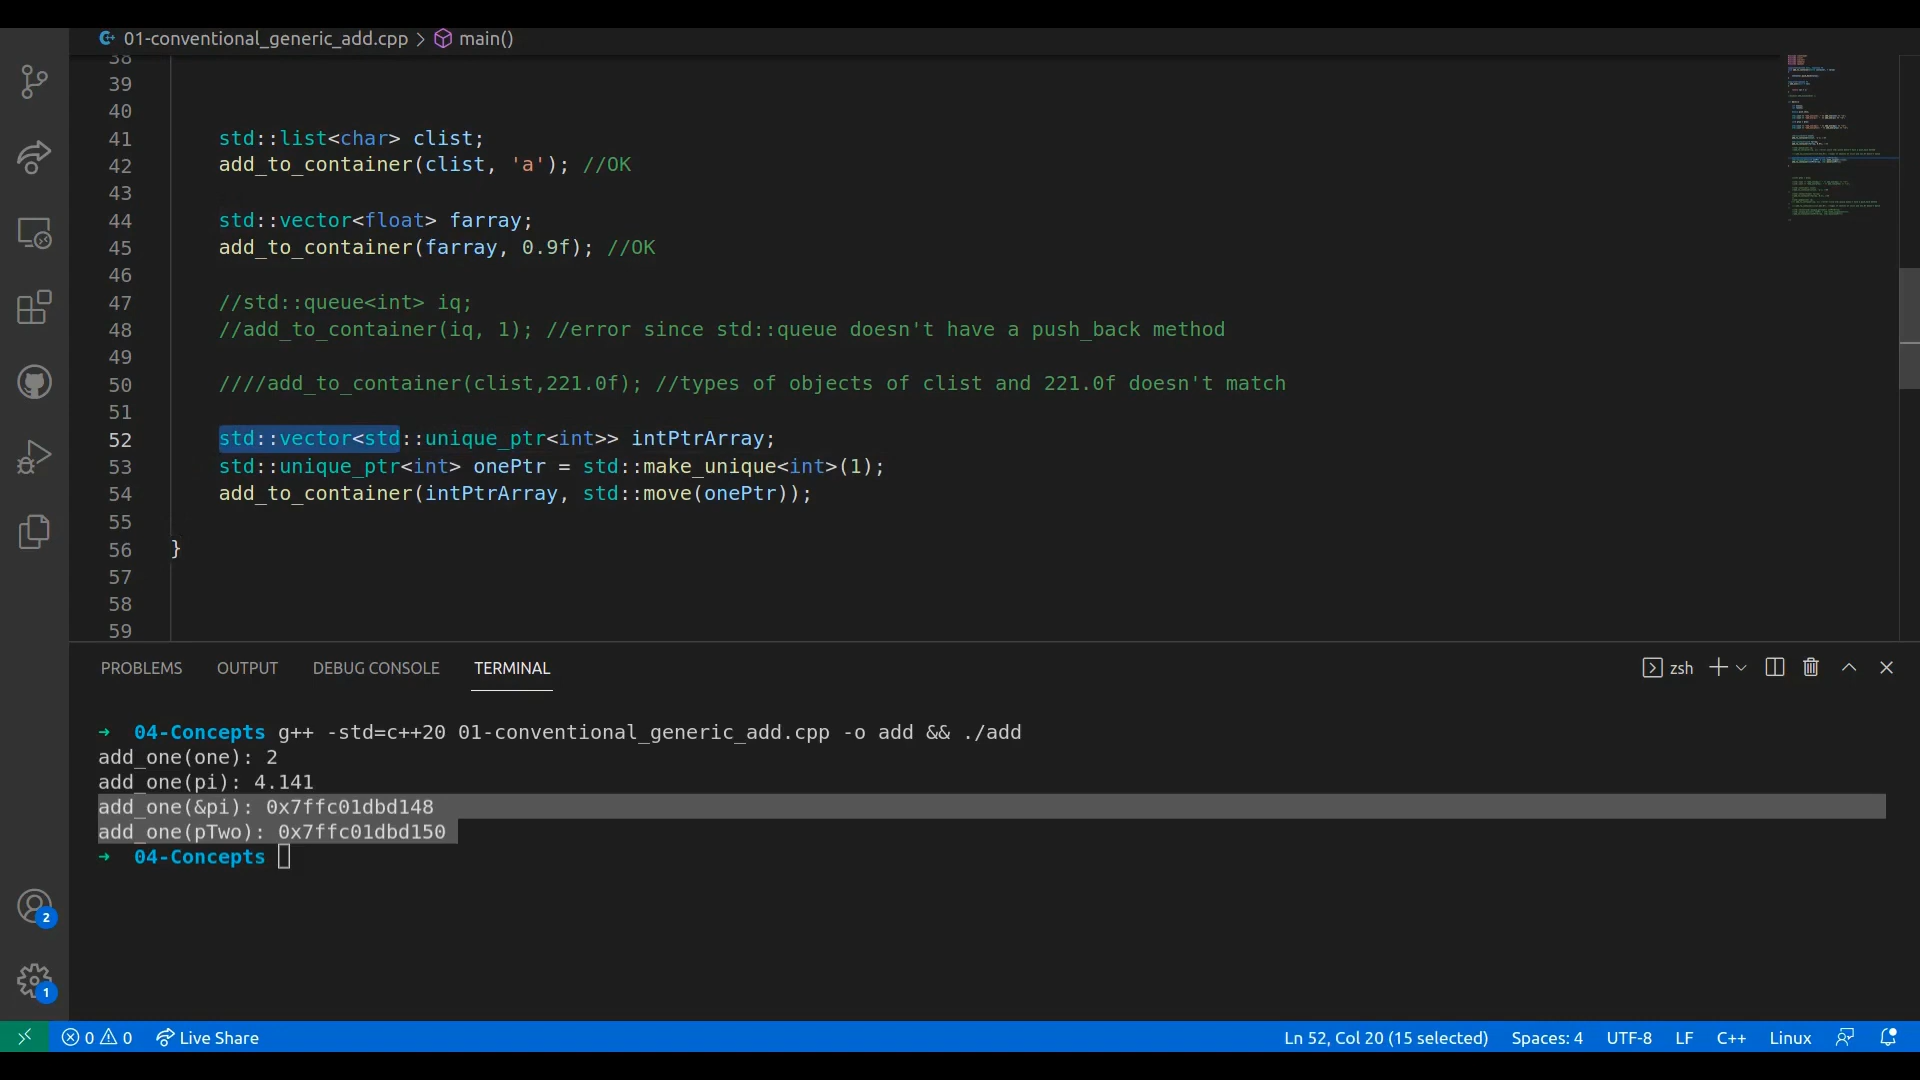 01-conventional_generic_add.cpp > main()
38
39
40
41 std::list<char> clist;
42 add_to_container(clist, 'a'); //OK
43
44 std::vector<float> farray;
45 add_to_container(farray, 0.9f); //OK
46
47 //std::queue<int> iq;
48 //add_to_container(iq, 1); //error since std::queue doesn't have a push_back method
49
50 ////add_to_container(clist,221.0f); //types of objects of clist and 221.0f doesn't match
51
52 std::vector<std::unique_ptr<int>> intPtrArray;
53 std::unique_ptr<int> onePtr = std::make_unique<int>(1);
54 add_to_container(intPtrArray, std::move(onePtr));
55
56 }
57
58
59
PROBLEMS OUTPUT DEBUG CONSOLE TERMINAL zsh
→ 04-Concepts g++ -std=c++20 01-conventional_generic_add.cpp -o add && ./add
add_one(one): 2
add_one(pi): 4.141
add_one(&pi): 0x7ffc01dbd148
add_one(pTwo): 0x7ffc01dbd150
→ 04-Concepts
2
1
0 0 Live Share Ln 52, Col 20 (15 selected) Spaces: 4 UTF-8 LF C++ Linux